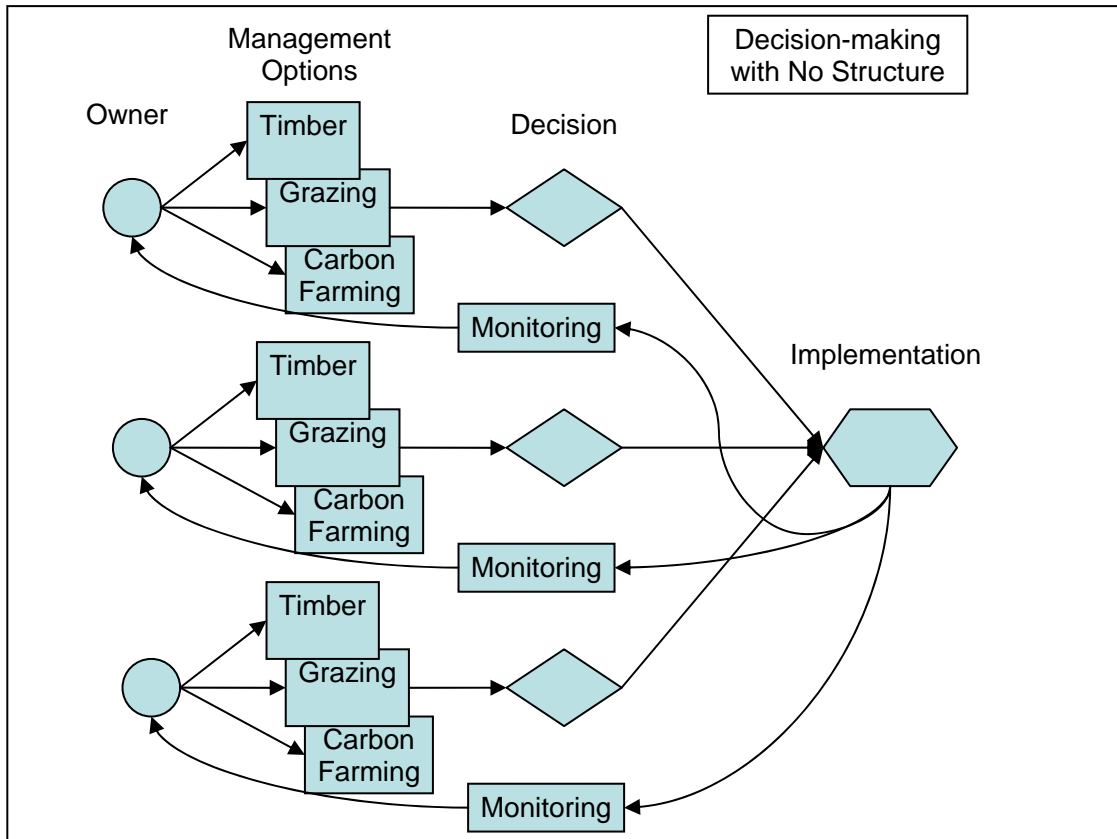 Management
Options
Decision-making
with No Structure
Owner
Timber
Decision
Grazing
Carbon
Farming
Monitoring
Implementation
Timber
Grazing
Carbon
Farming
Monitoring
Timber
Grazing
Carbon
Farming
Monitoring